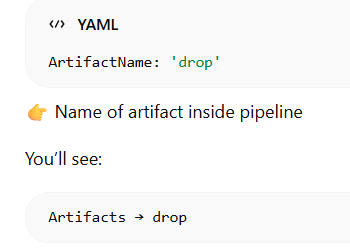 </> YAML
ArtifactName: 'drop'
👉 Name of artifact inside pipeline
You’ll see:
Artifacts → drop